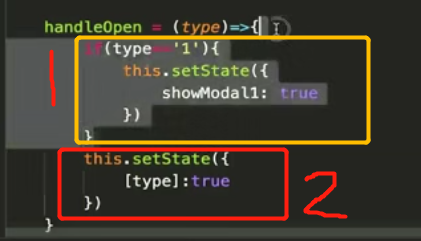 handleOpen = (type)=>{
if(type=='1'){
this.setState({
showModal1: true
})
}
this.setState({
[type]:true
})
}
1
2